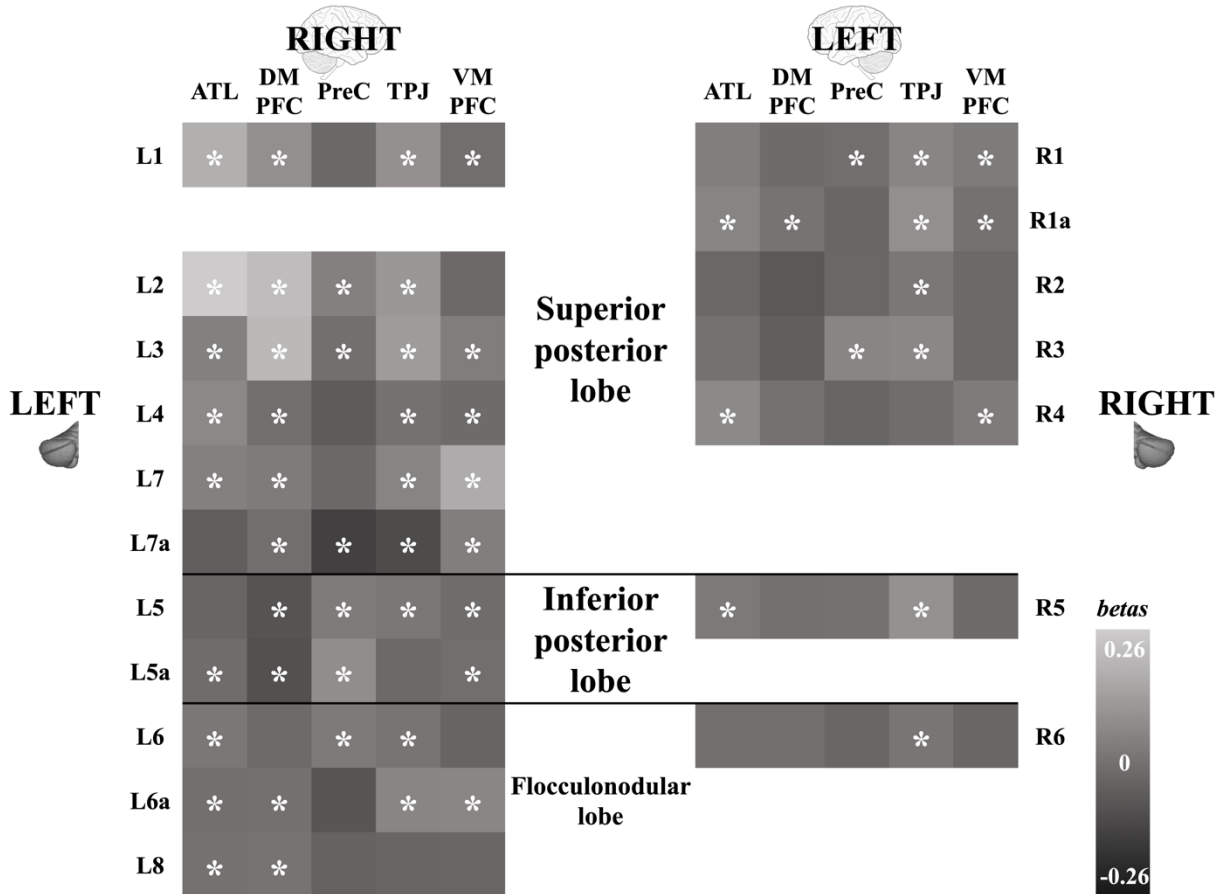 RIGHT LEFT
ATL DM PFC PreC TPJ VM PFC ATL DM PFC PreC TPJ VM PFC
L1 * * * * * * * R1
* * * * R1a
L2 * * * * * R2
L3 * * * * * * * R3
L4 * * * * * * R4
L7 * * * *
L7a * * * *
Superior
posterior
lobe
LEFT
RIGHT
L5 * * * * * * R5
L5a * * * *
Inferior
posterior
lobe
L6 * * * * R6
L6a * * * *
L8 * *
Flocculonodular
lobe
betas
0.26
0
-0.26